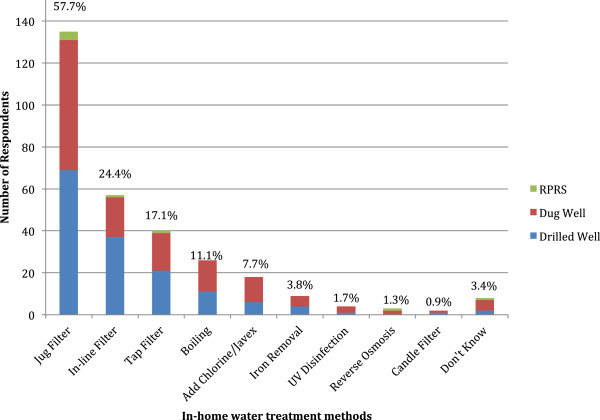 57.7%
140
120
100
80
60
40
20
0
Number of Respondents
24.4%
17.1%
11.1%
7.7%
3.8%
1.7%
1.3%
0.9%
3.4%
RPRS
Dug Well
Drilled Well
Jug Filter
In-line Filter
Tap Filter
Boiling
Add Chlorine/Javex
Iron Removal
UV Disinfection
Reverse Osmosis
Candle Filter
Don't Know
In-home water treatment methods